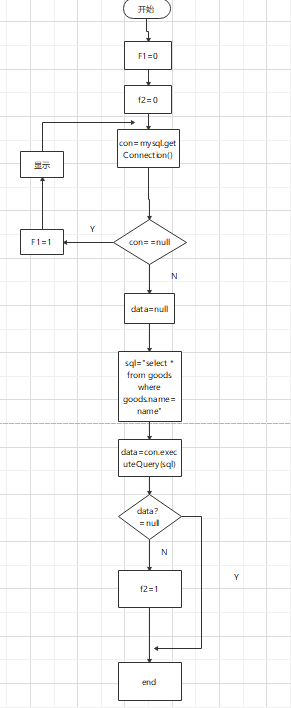 开始
F1=0
f2=0
con=mysql.get
Connection()
显示
Y
F1=1
con==null
N
data=null
sql="select *
from goods
where
goods.name=
name"
data=con.exec
uteQuery(sql)
data?
=null
N
Y
f2=1
end